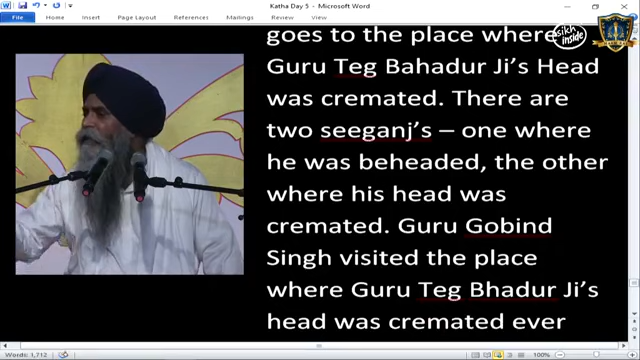 Katha Day 5 - Microsoft Word
File Home Insert Page Layout References Mailings Review View
sikh inside
goes to the place where
Guru Teg Bahadur Ji's Head
was cremated. There are
two seeganj's – one where
he was beheaded, the other
where his head was
cremated. Guru Gobind
Singh visited the place
where Guru Teg Bhadur Ji's
head was cremated ever
Words: 1,712
100%